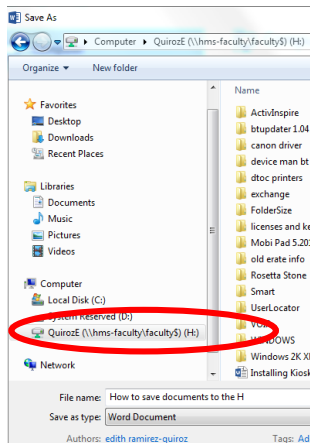 Save As
Computer ▸ QuirozE (\\hms-faculty\faculty$) (H:)
Organize ▾ New folder
Name
Favorites
Desktop
Downloads
Recent Places
Libraries
Documents
Music
Pictures
Videos
Computer
Local Disk (C:)
System Reserved (D:)
QuirozE (\\hms-faculty\faculty$) (H:)
Network
ActivInspire
btupdater1.04
canon driver
device man bt
dtoc printers
exchange
FolderSize
licenses and ke
Mobi Pad 5.201
old erate info
Rosetta Stone
Smart
UserLocator
WINDOWS
Windows 2K XI
Installing Kiosk
File name: How to save documents to the H
Save as type: Word Document
Authors: edith ramirez-quiroz
Tags: Ad